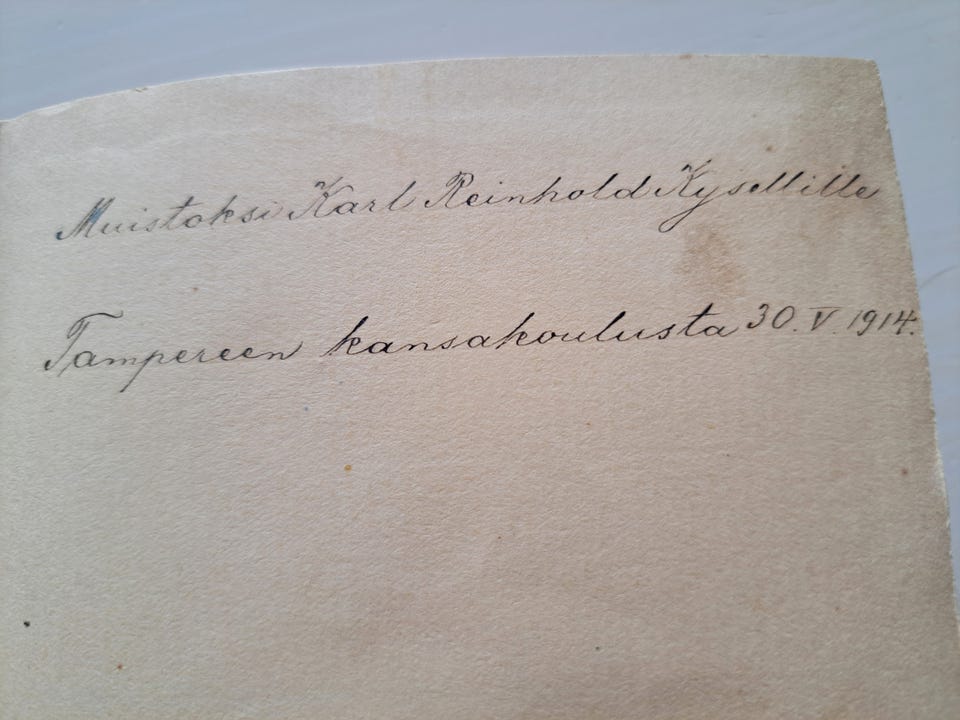 Muistoksi Karl Reinhold Kysellille
Tampereen kansakoulusta 30. V. 1914.